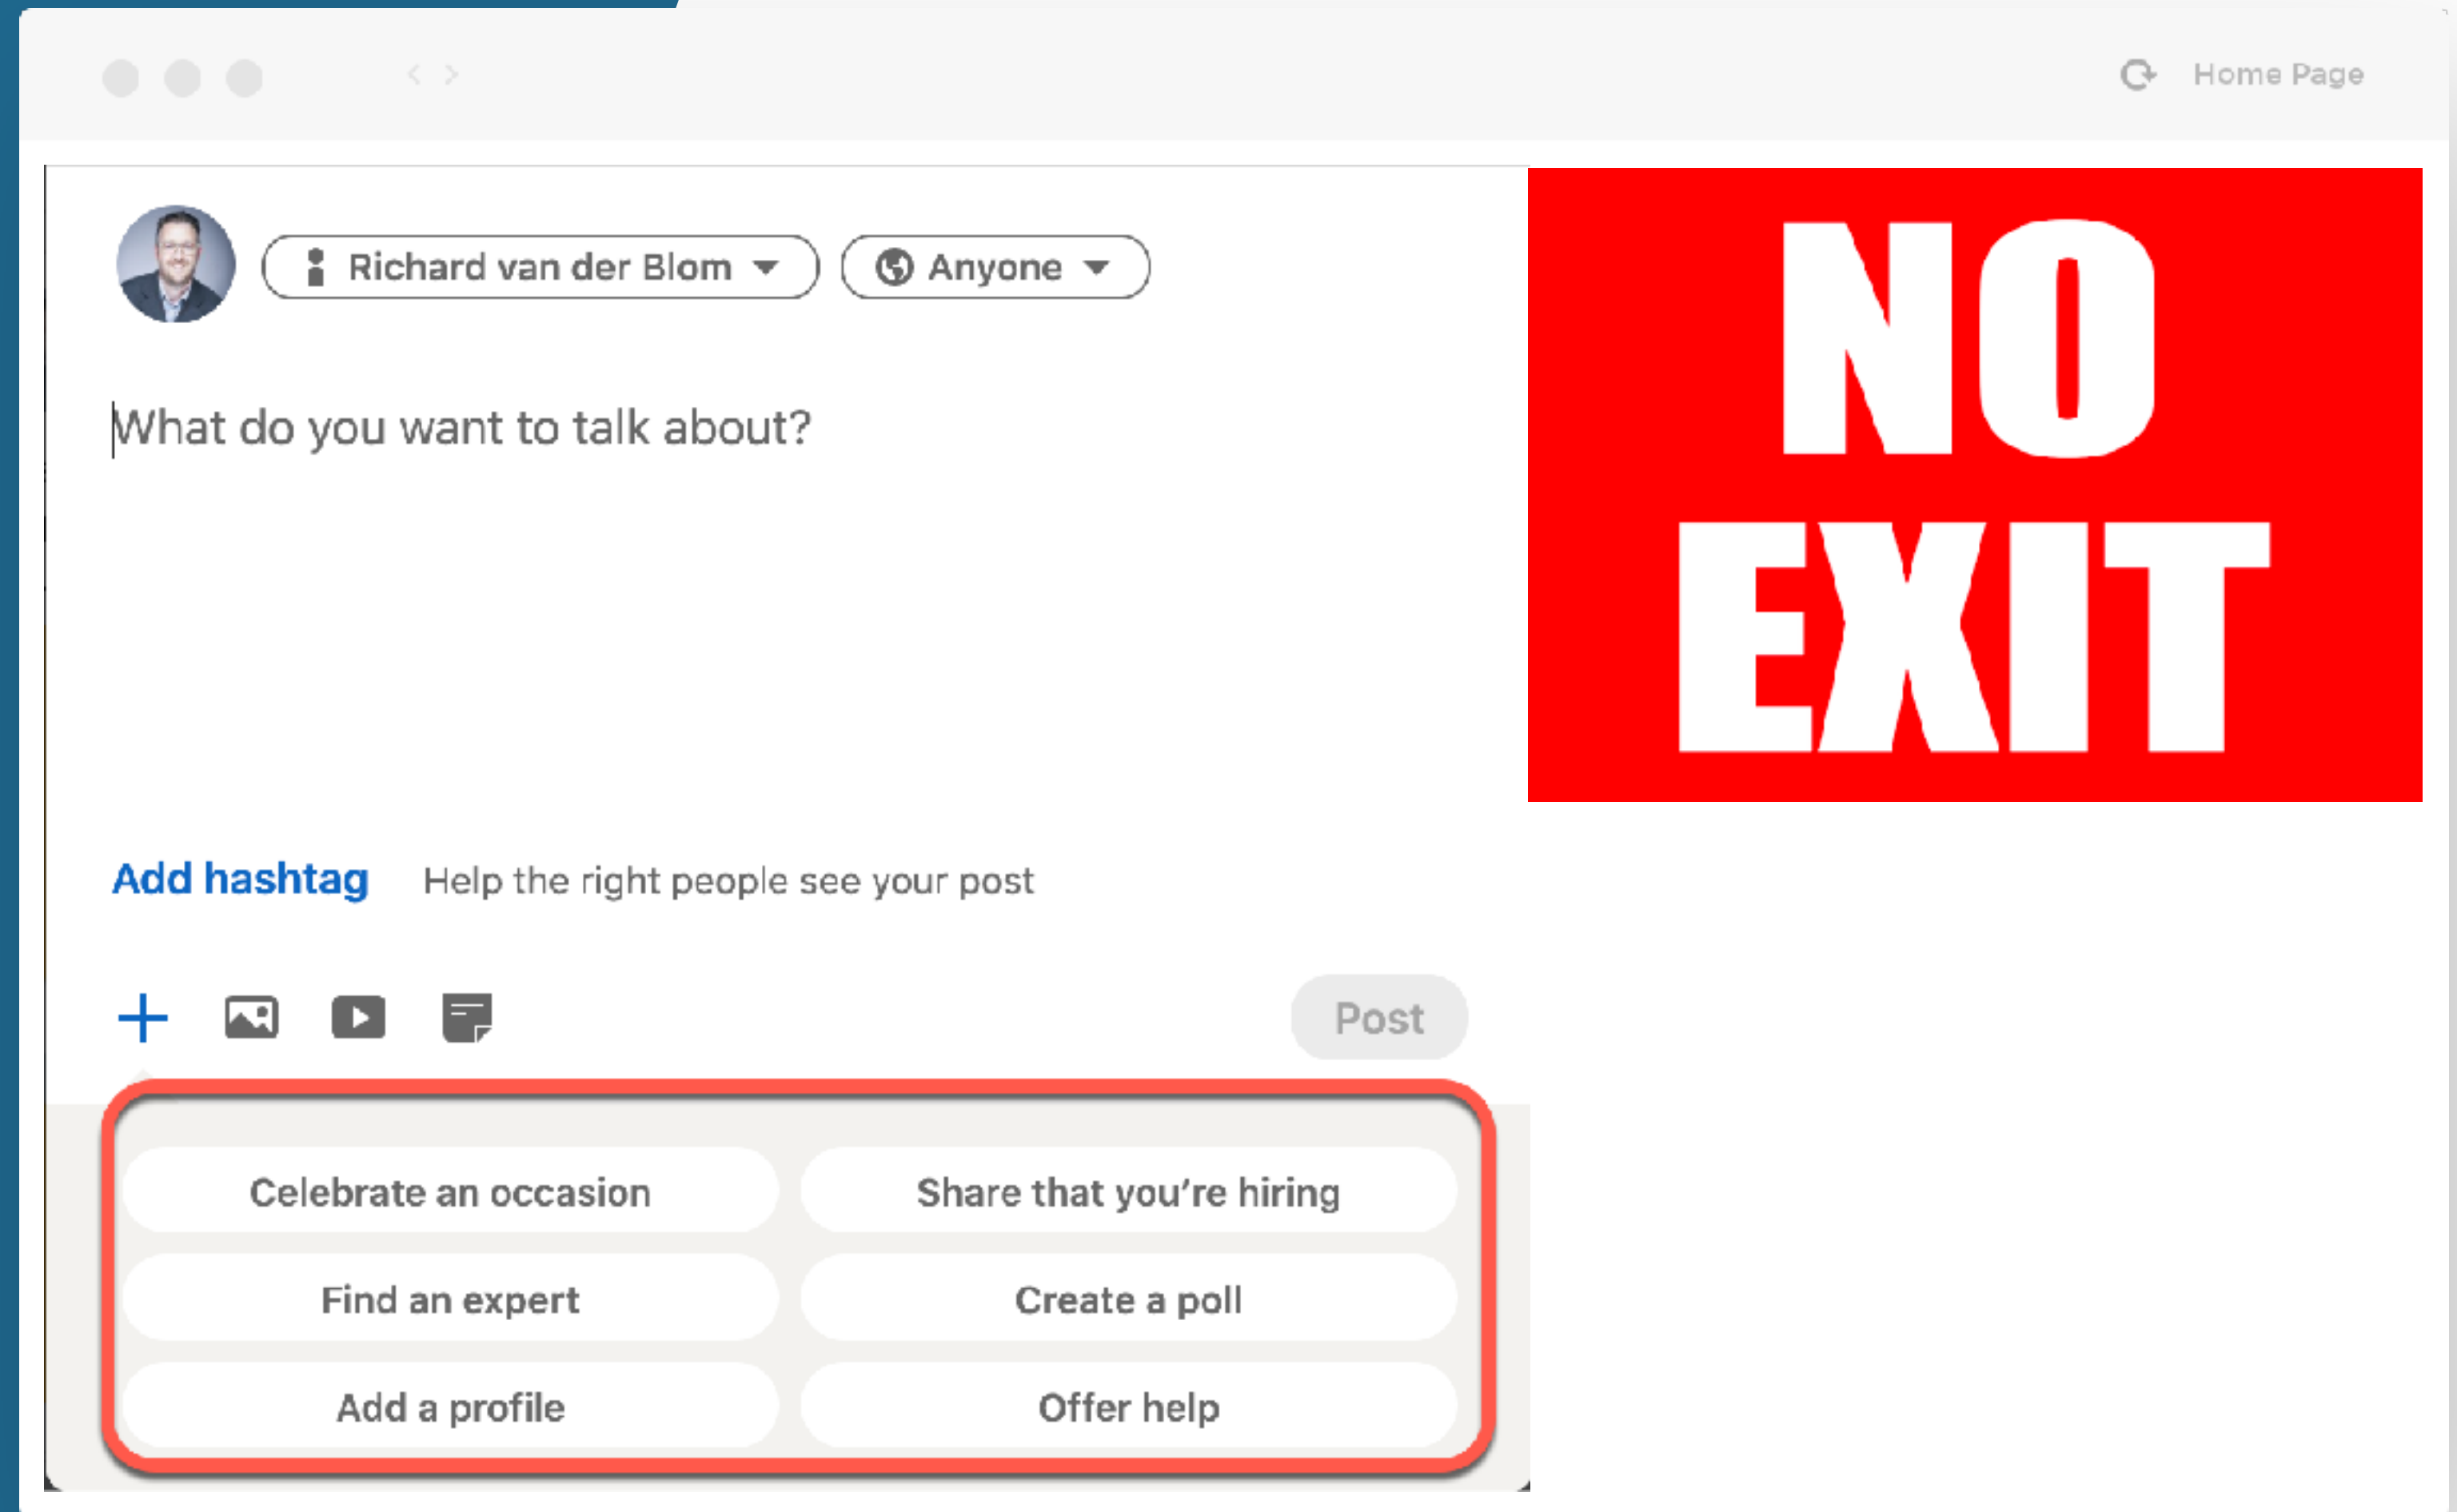 Home Page
Richard van der Blom
Anyone
What do you want to talk about?
NO
EXIT
Add hashtag Help the right people see your post
Post
Celebrate an occasion Share that you're hiring
Find an expert Create a poll
Add a profile Offer help